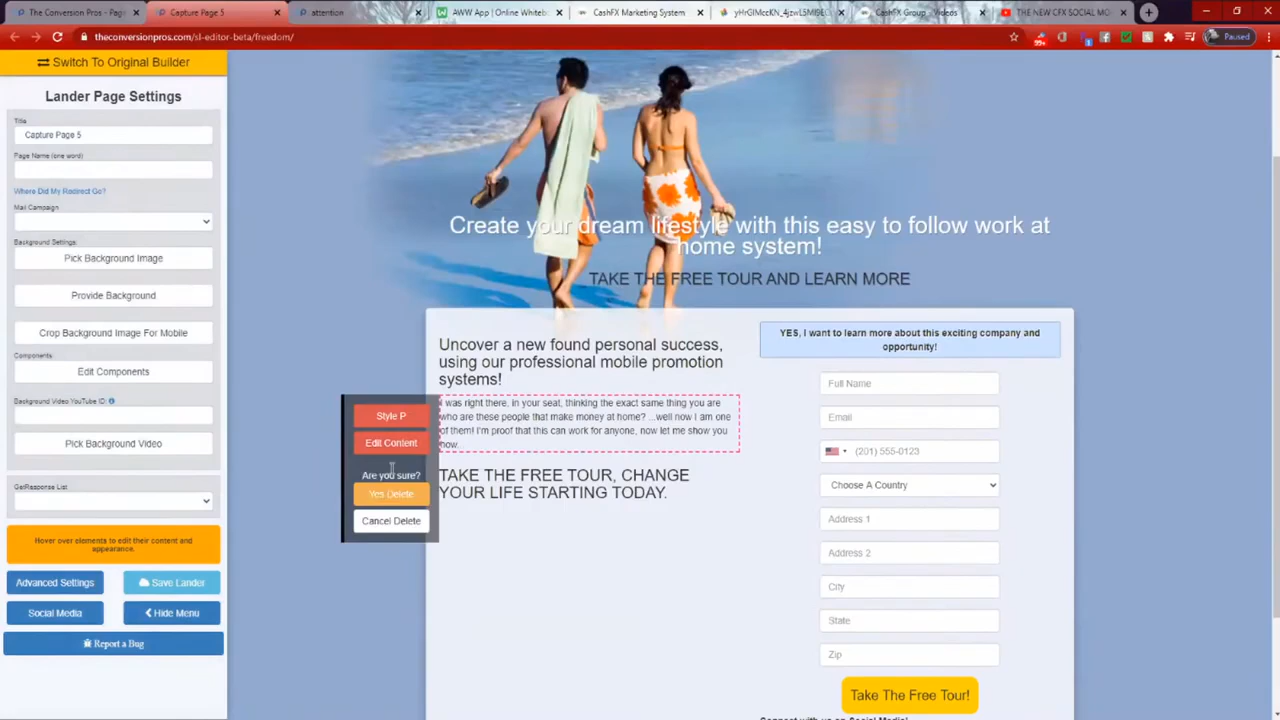 The Conversion Pros - Pages -
Capture Page 5
attention
AWW App | Online Whiteb
CashFX Marketing System
CashFX Group - Videos
THE NEW CFX SOCIAL MO
theconversionpros.com/sl-editor-beta/freedom/
99+
Paused
Switch To Original Builder
Lander Page Settings
Title
Capture Page 5
Page Name (one word)
Where Did My Redirect Go?
Mail Campaign
Background Settings:
Pick Background Image
Provide Background
Crop Background Image For Mobile
Components:
Edit Components
Background Video YouTube ID:
Pick Background Video
GetResponse List:
Hover over elements to edit their content and
appearance.
Advanced Settings
Save Lander
Social Media
Hide Menu
Report a Bug
Create your dream lifestyle with this easy to follow work at
home system!
TAKE THE FREE TOUR AND LEARN MORE
Uncover a new found personal success,
using our professional mobile promotion
systems!
I was right there, in your seat, thinking the exact same thing you are
who are these people that make money at home? ...well now I am one
of them! I'm proof that this can work for anyone, now let me show you
how...
TAKE THE FREE TOUR, CHANGE
YOUR LIFE STARTING TODAY.
Style P
Edit Content
Are you sure?
Yes Delete
Cancel Delete
YES, I want to learn more about this exciting company and
opportunity!
Full Name
Email
(201) 555-0123
Choose A Country
Address 1
Address 2
City
State
Zip
Take The Free Tour!
Connect with us on Social Media!